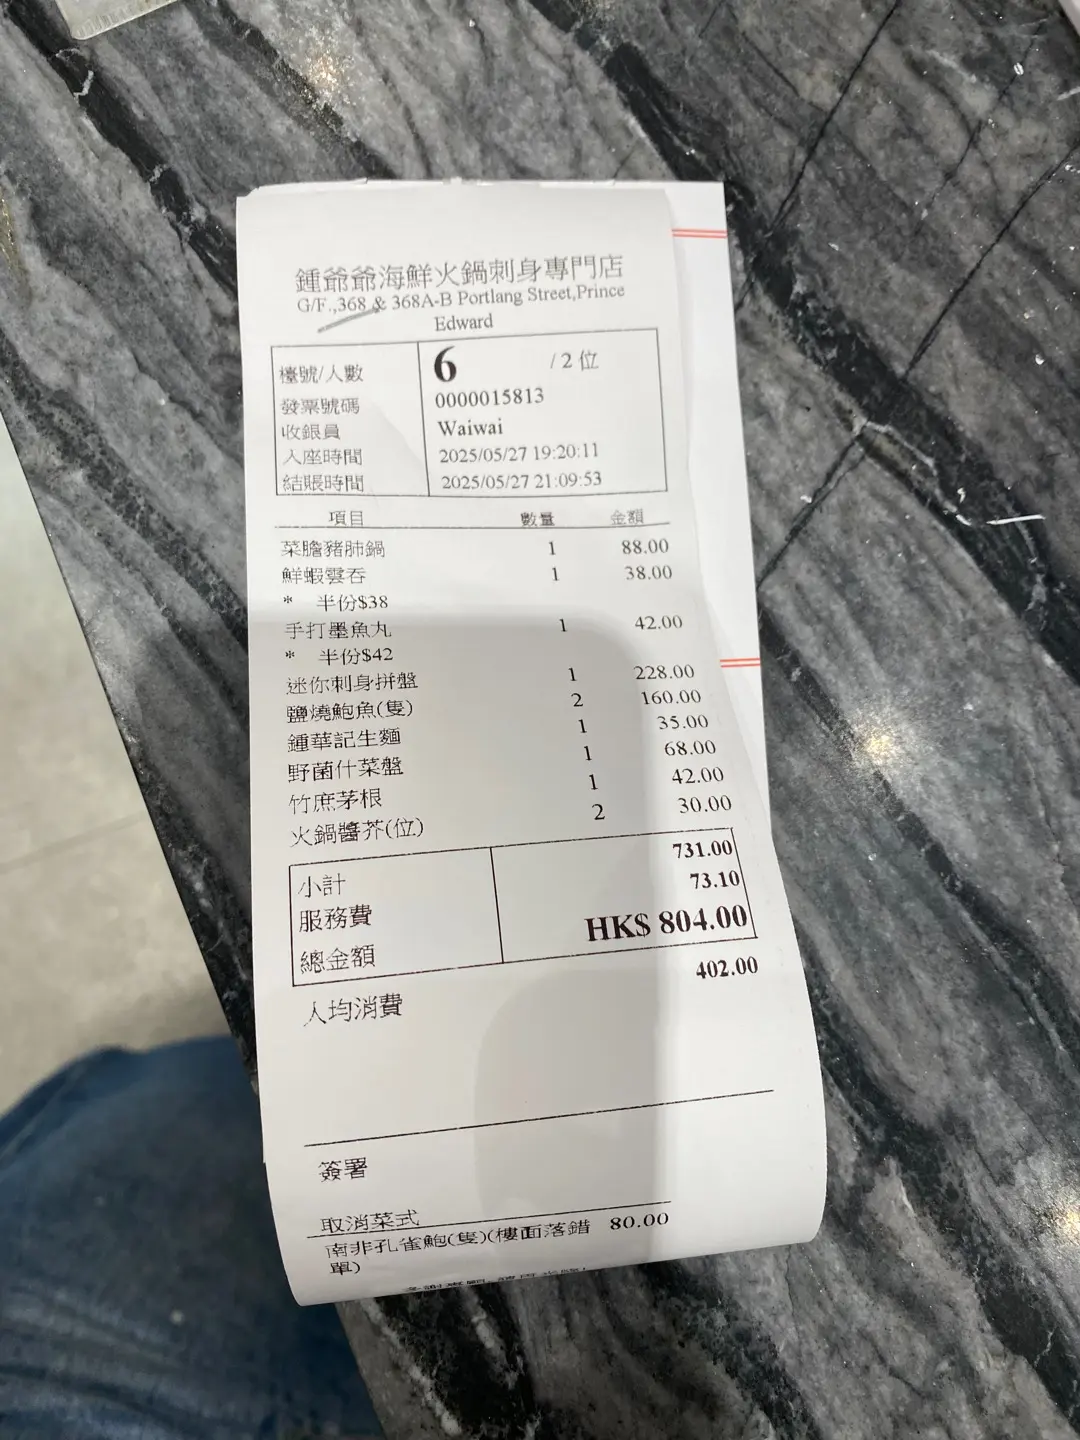 鍾爺爺海鮮火鍋刺身專門店
G/F.,368 & 368A-B Portlang Street,Prince
Edward
檯號/人數 6 / 2 位
發票號碼 0000015813
收銀員 Waiwai
入座時間 2025/05/27 19:20:11
結賬時間 2025/05/27 21:09:53
項目 數量 金額
菜膽豬肺鍋 1 88.00
鮮蝦雲吞 1 38.00
* 半份$38
手打墨魚丸 1 42.00
* 半份$42
迷你刺身拼盤 1 228.00
鹽燒鮑魚(隻) 2 160.00
鍾華記生麵 1 35.00
野菌什菜盤 1 68.00
竹庶茅根 1 42.00
火鍋醬芥(位) 2 30.00
小計 731.00
服務費 73.10
總金額 HK$ 804.00
人均消費 402.00
簽署
取消菜式
南非孔雀鮑(隻)(樓面落錯 80.00
單)